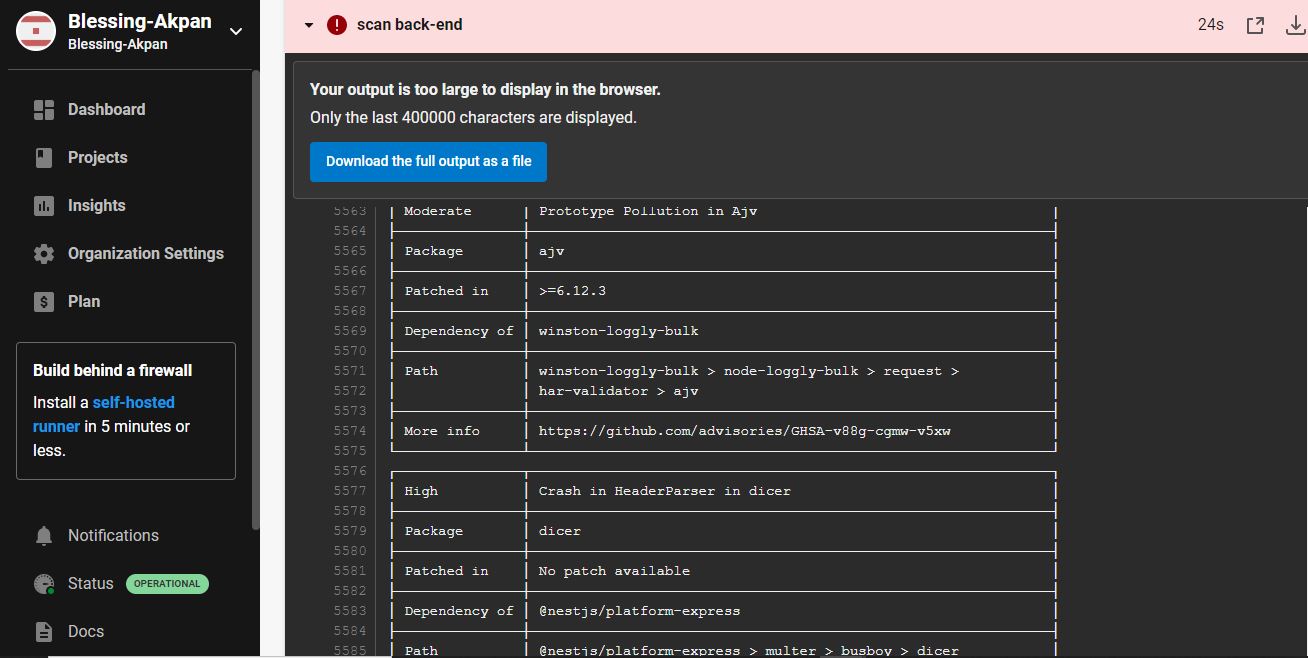 Blessing-Akpan
Blessing-Akpan
Dashboard
Projects
Insights
Organization Settings
Plan
Build behind a firewall
Install a self-hosted
runner in 5 minutes or
less.
Notifications
Status OPERATIONAL
Docs
scan back-end 24s
Your output is too large to display in the browser.
Only the last 400000 characters are displayed.
Download the full output as a file
5563 | Moderate | Prototype Pollution in Ajv |
5564
5565 | Package | ajv |
5566
5567 | Patched in | >=6.12.3 |
5568
5569 | Dependency of | winston-loggly-bulk |
5570
5571 | Path | winston-loggly-bulk > node-loggly-bulk > request > |
5572 | | har-validator > ajv |
5573
5574 | More info | https://github.com/advisories/GHSA-v88g-cgmw-v5xw |
5575
5576
5577 | High | Crash in HeaderParser in dicer |
5578
5579 | Package | dicer |
5580
5581 | Patched in | No patch available |
5582
5583 | Dependency of | @nestjs/platform-express |
5584
5585 | Path | @nestjs/platform-express > multer > busboy > dicer |